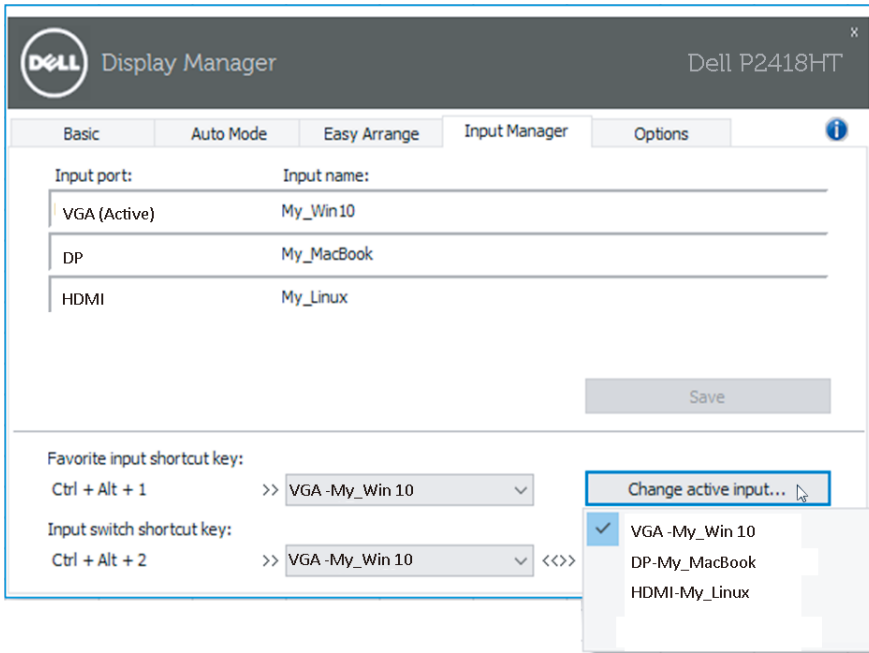 DELL Display Manager Dell P2418HT x
Basic Auto Mode Easy Arrange Input Manager Options i
Input port: Input name:
VGA (Active) My_Win10
DP My_MacBook
HDMI My_Linux
Save
Favorite input shortcut key:
Ctrl + Alt + 1 >> VGA -My_Win 10 Change active input...
Input switch shortcut key:
VGA -My_Win 10
Ctrl + Alt + 2 >> VGA -My_Win 10 <<>>
DP-My_MacBook
HDMI-My_Linux